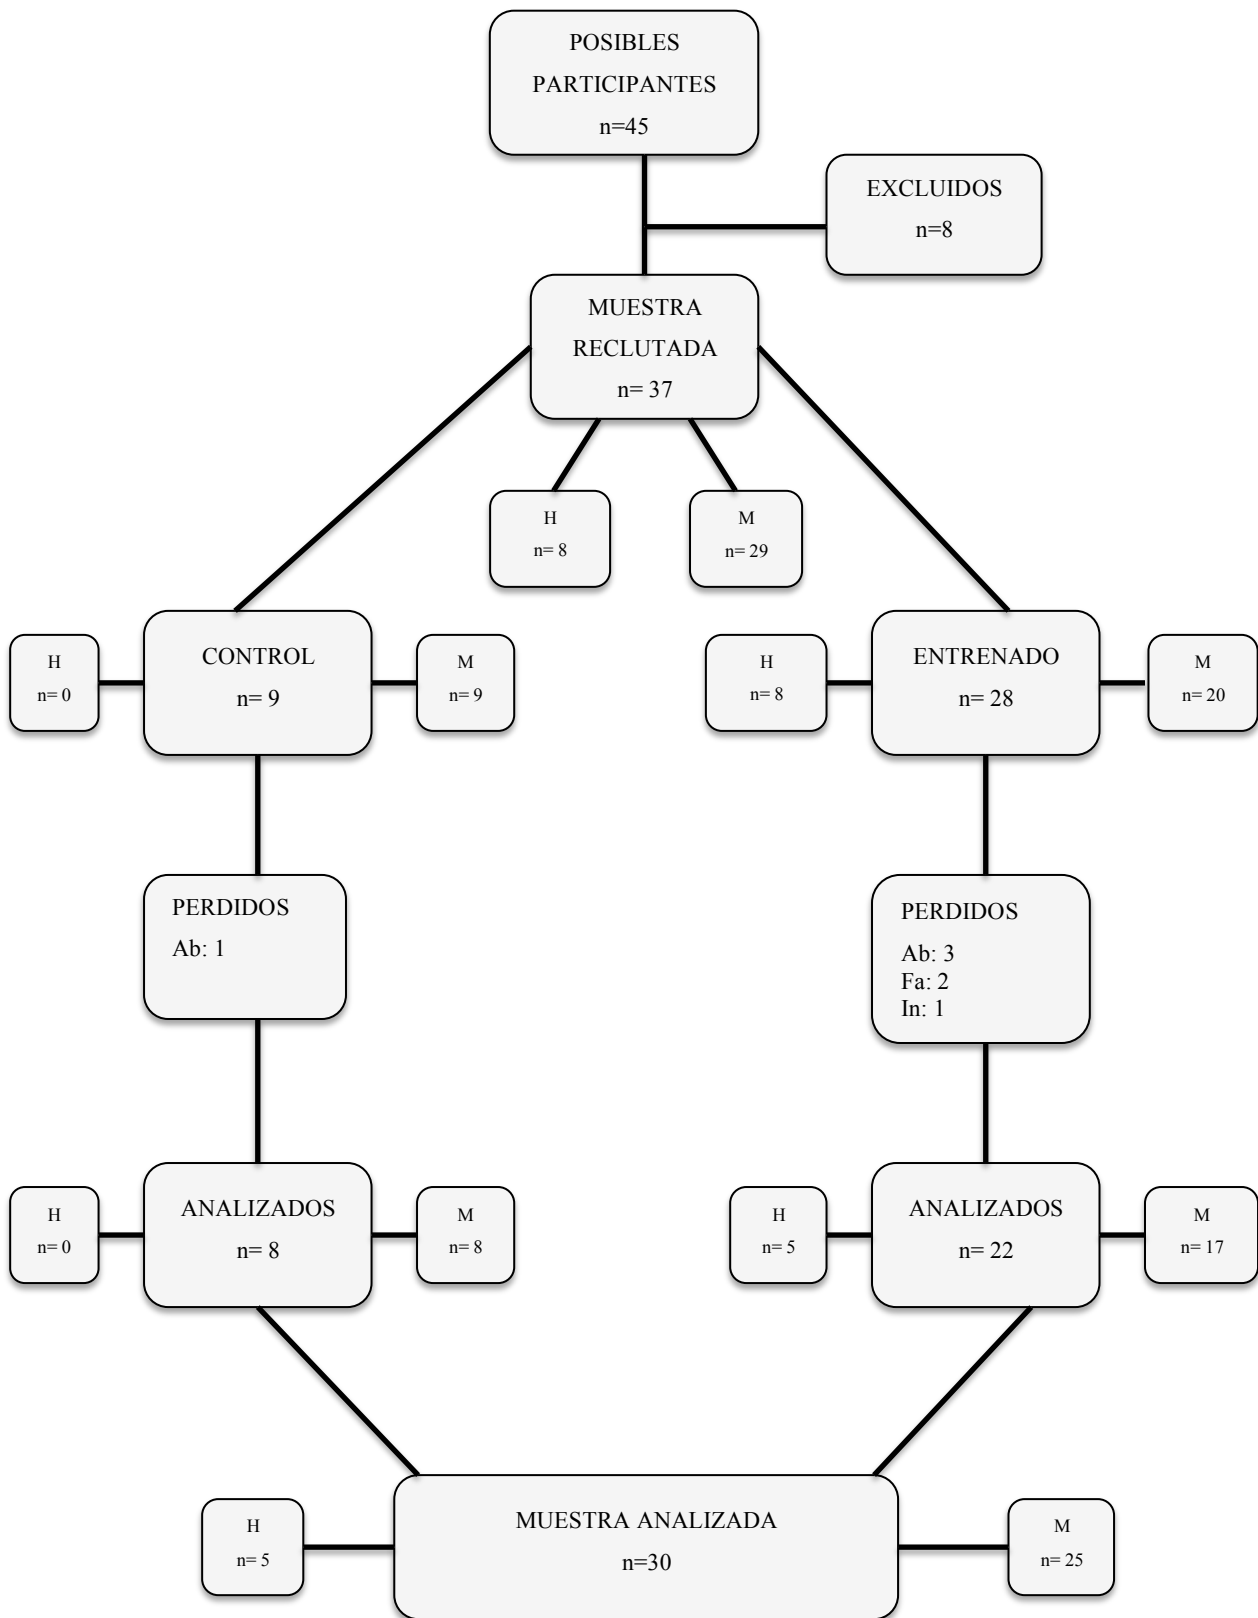 POSIBLES
PARTICIPANTES
n=45
EXCLUIDOS
n=8
MUESTRA
RECLUTADA
n= 37
H
n= 8
M
n= 29
H
n= 0
CONTROL
n= 9
M
n= 9
H
n= 8
ENTRENADO
n= 28
M
n= 20
PERDIDOS
Ab: 1
PERDIDOS
Ab: 3
Fa: 2
In: 1
H
n= 0
ANALIZADOS
n= 8
M
n= 8
H
n= 5
ANALIZADOS
n= 22
M
n= 17
H
n= 5
MUESTRA ANALIZADA
n=30
M
n= 25